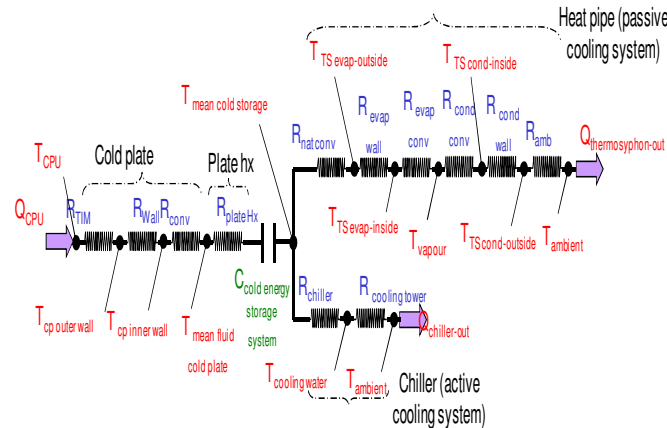 Heat pipe (passive
cooling system)
T TS evap-outside
T TS cond-inside
T mean cold storage
R nat conv
R evap wall
R evap conv
R cond conv
R cond wall
R amb
Q thermosyphon-out
T CPU
Cold plate
Plate hx
Q CPU
R TIM
R Wall
R conv
R plateHx
T TS evap-inside
T vapour
T TS cond-outside
T ambient
C cold energy
storage
system
R chiller
R cooling tower
T cp outer wall
T cp inner wall
T mean fluid
cold plate
Q chiller-out
T cooling water
T ambient
Chiller (active
cooling system)